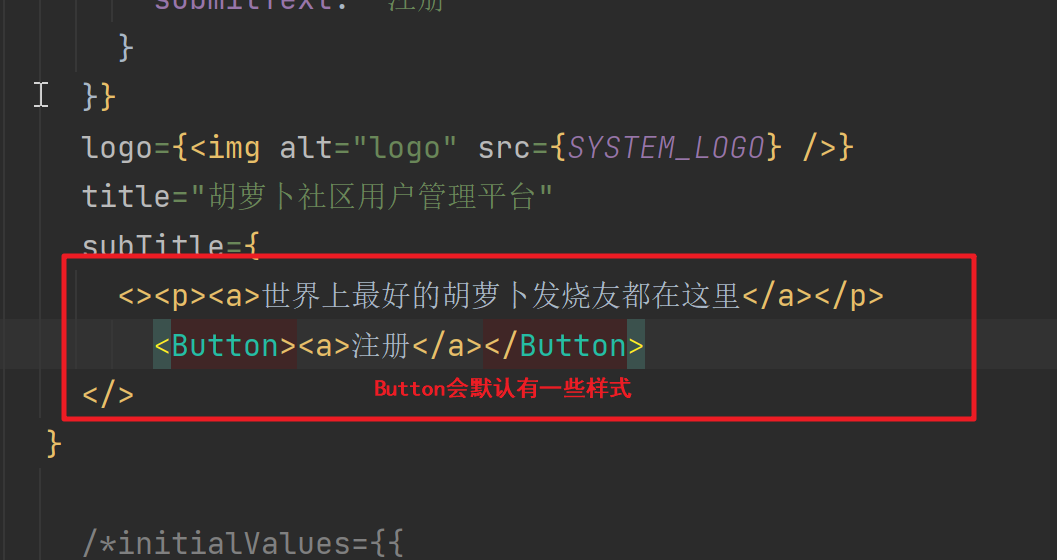 submitText: "注册"
}
}}
logo={<img alt="logo" src={SYSTEM_LOGO} />}
title="胡萝卜社区用户管理平台"
subTitle={
<><p><a>世界上最好的胡萝卜发烧友都在这里</a></p>
<Button><a>注册</a></Button>
Button会默认有一些样式
</>
}
/*initialValues={{